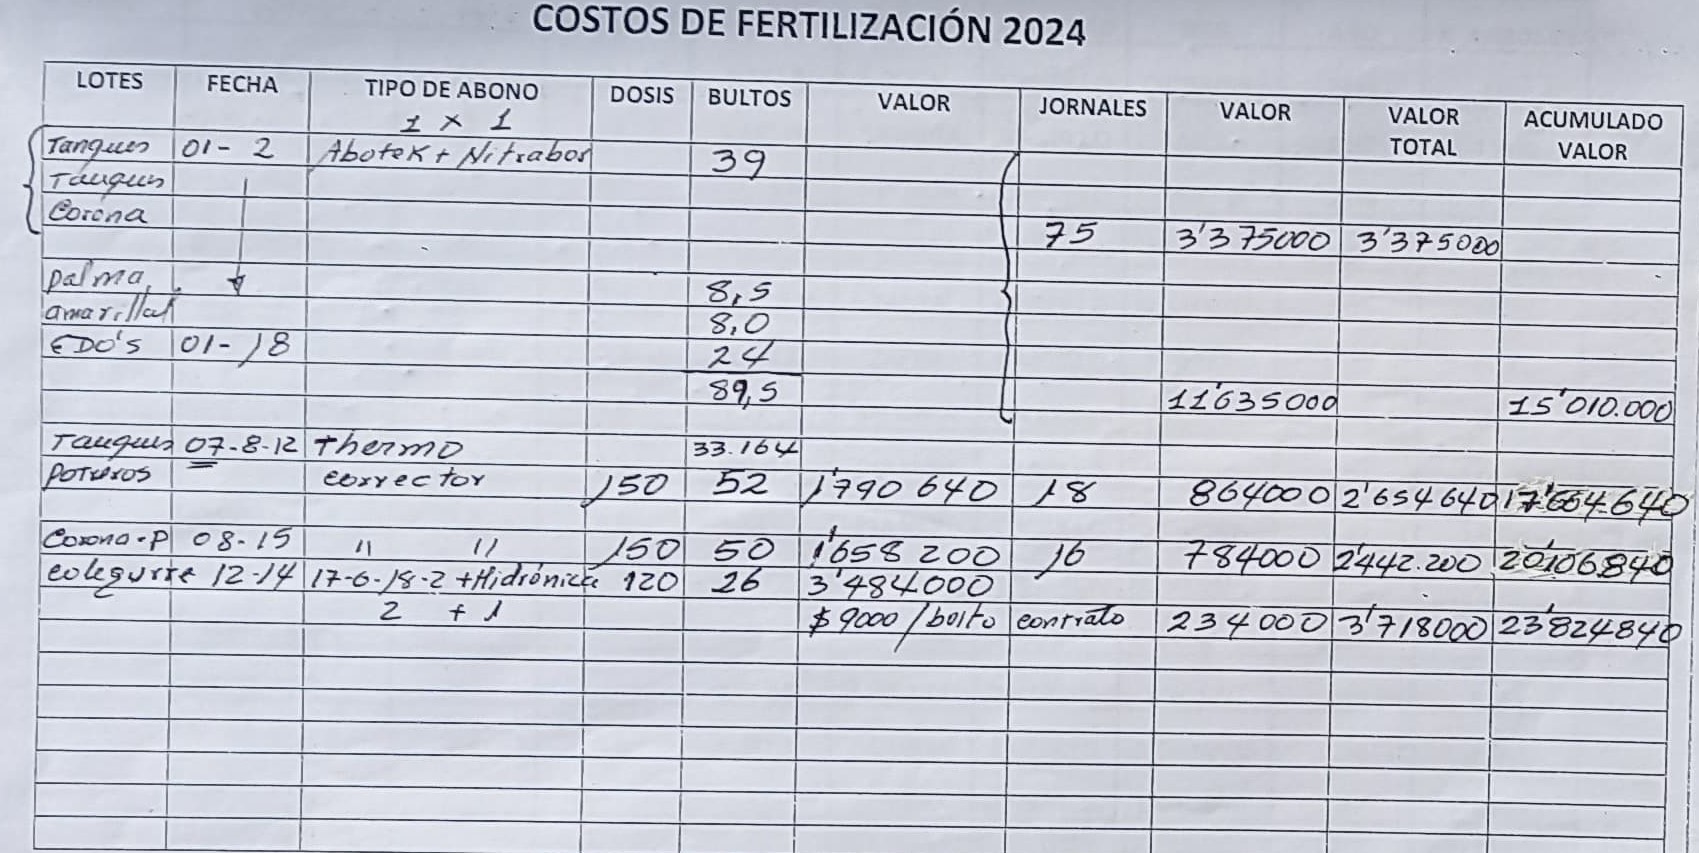 COSTOS DE FERTILIZACIÓN 2024
LOTES FECHA TIPO DE ABONO DOSIS BULTOS VALOR JORNALES VALOR VALOR TOTAL ACUMULADO VALOR
1 x 1
Tanques 01-2 Abotek + Nitrabor 39
Tanques
Corona
75 3'375000 3'375000
palma
amarillal 8,5
8,0
EDO'S 01-18 24
89,5 11'635000 15'010.000
Tanques 07-8-12 thermo 33.164
potreros corrector 150 52 1'790 640 18 864000 2'654640 17'664.640
Corona-P 08-15 " " 150 50 1'658 200 16 784000 2'442.200 20'106840
12-14 17-6-18-2 + Hidrónica 120 26 3'484000
2 + 1 $9000/bolto contrato 234000 3'718000 23'824840